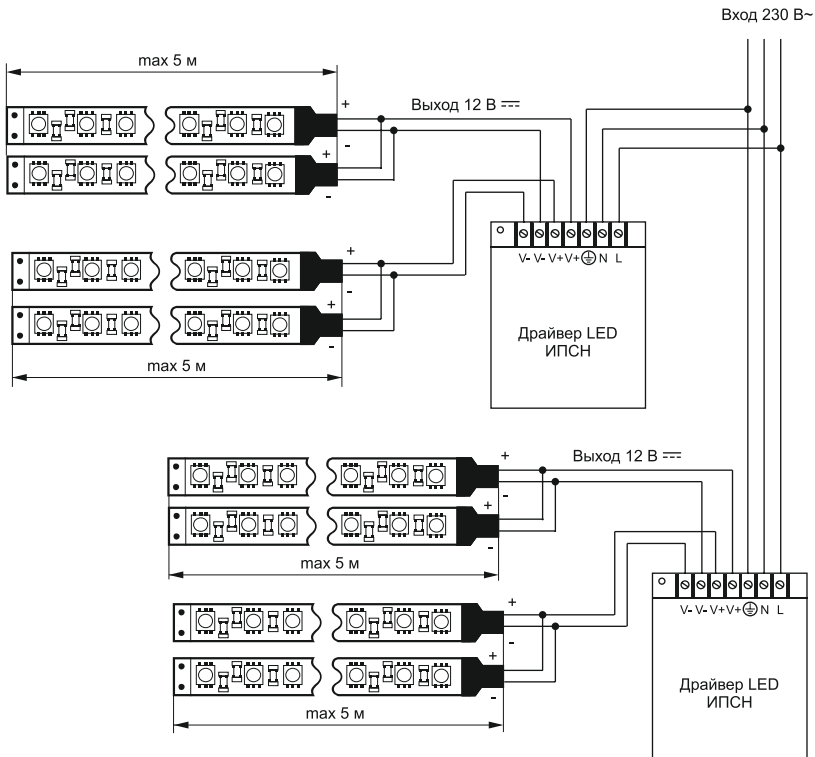 Вход 230 В~
max 5 м
Выход 12 В ⎓
+
-
+
-
+
-
+
-
V- V- V+ V+ ⏚ N L
Драйвер LED
ИПСН
max 5 м
Выход 12 В ⎓
+
-
+
-
max 5 м
+
-
+
-
V- V- V+ V+ ⏚ N L
Драйвер LED
ИПСН
max 5 м